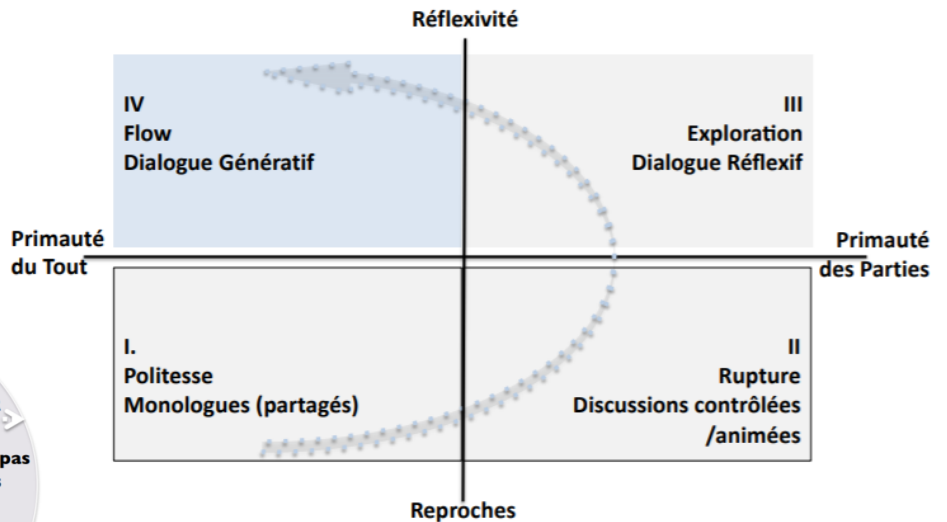 Réflexivité
IV
Flow
Dialogue Génératif
III
Exploration
Dialogue Réflexif
Primauté
du Tout
Primauté
des Parties
I.
Politesse
Monologues (partagés)
II
Rupture
Discussions contrôlées
/animées
pas
Reproches